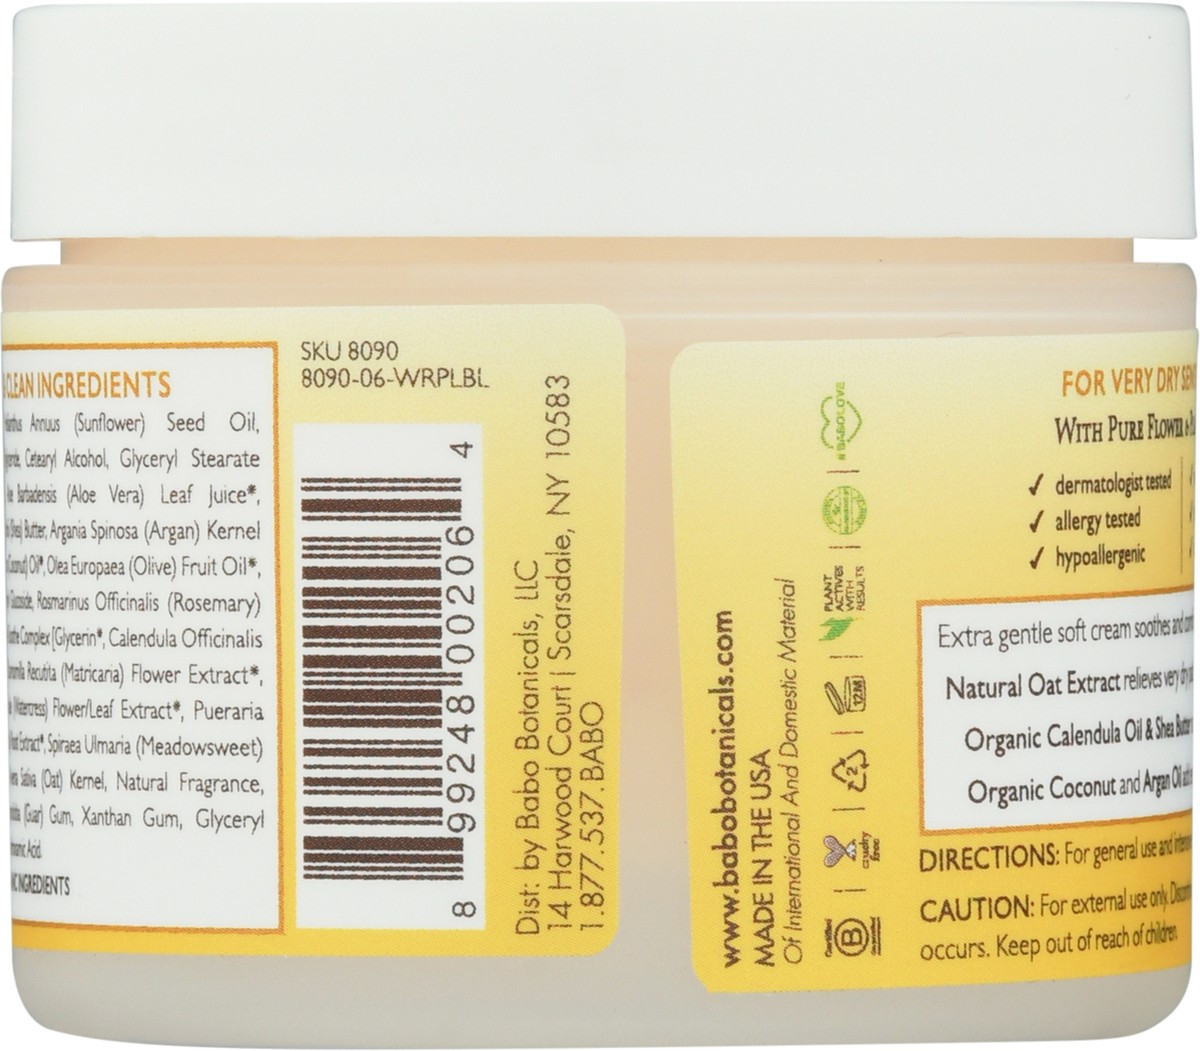 CLEAN INGREDIENTS
Annuus (Sunflower) Seed Oil,
Cetearyl Alcohol, Glyceryl Stearate
Barbadensis (Aloe Vera) Leaf Juice*,
Butter, Argania Spinosa (Argan) Kernel
Oil*, Olea Europaea (Olive) Fruit Oil*,
Rosmarinus Officinalis (Rosemary)
Complex [Glycerin*, Calendula Officinalis
Recutita (Matricaria) Flower Extract*,
Flower/Leaf Extract*, Pueraria
Extract*, Spiraea Ulmaria (Meadowsweet)
Sativa (Oat) Kernel, Natural Fragrance,
(Guar) Gum, Xanthan Gum, Glyceryl
Acid.
INGREDIENTS
SKU 8090
8090-06-WRPLBL
8 99248 00206 4
Dist: by Babo Botanicals, LLC
14 Harwood Court | Scarsdale, NY 10583
1.877.537.BABO
www.babobotanicals.com
MADE IN THE USA
Of International And Domestic Material
Certified
B
cruelty
free
2
12M
PLANT
ACTIVES
WITH
RESULTS
#BABOLOVE
FOR VERY DRY
WITH PURE FLOWER
✓ dermatologist tested
✓ allergy tested
✓ hypoallergenic
Extra gentle soft cream soothes and
Natural Oat Extract relieves very dry
Organic Calendula Oil & Shea Butter
Organic Coconut and Argan Oil
DIRECTIONS: For general use and
CAUTION: For external use only.
occurs. Keep out of reach of children.